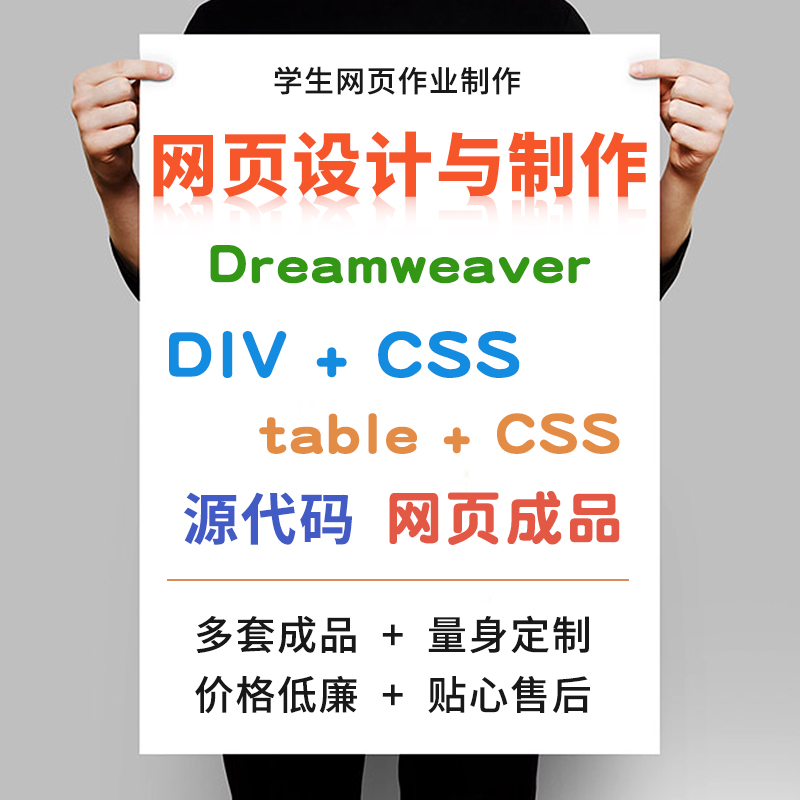 学生网页作业制作
网页设计与制作
Dreamweaver
DIV + CSS
table + CSS
源代码 网页成品
多套成品 + 量身定制
价格低廉 + 贴心售后